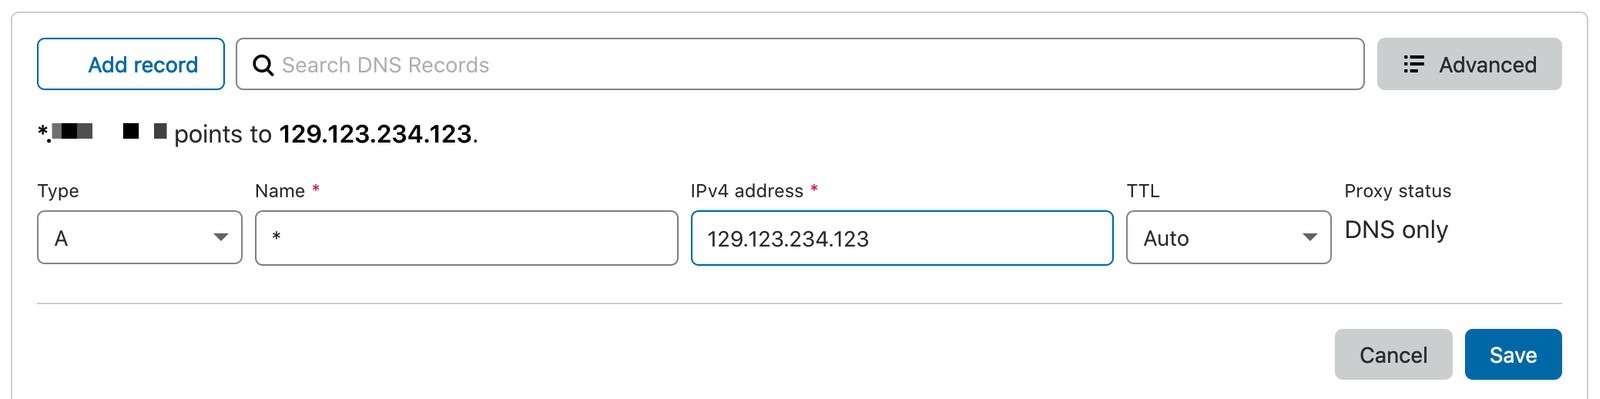 Add record
Search DNS Records
Advanced
*. points to 129.123.234.123.
Type
Name *
IPv4 address *
TTL
Proxy status
A
*
129.123.234.123
Auto
DNS only
Cancel
Save